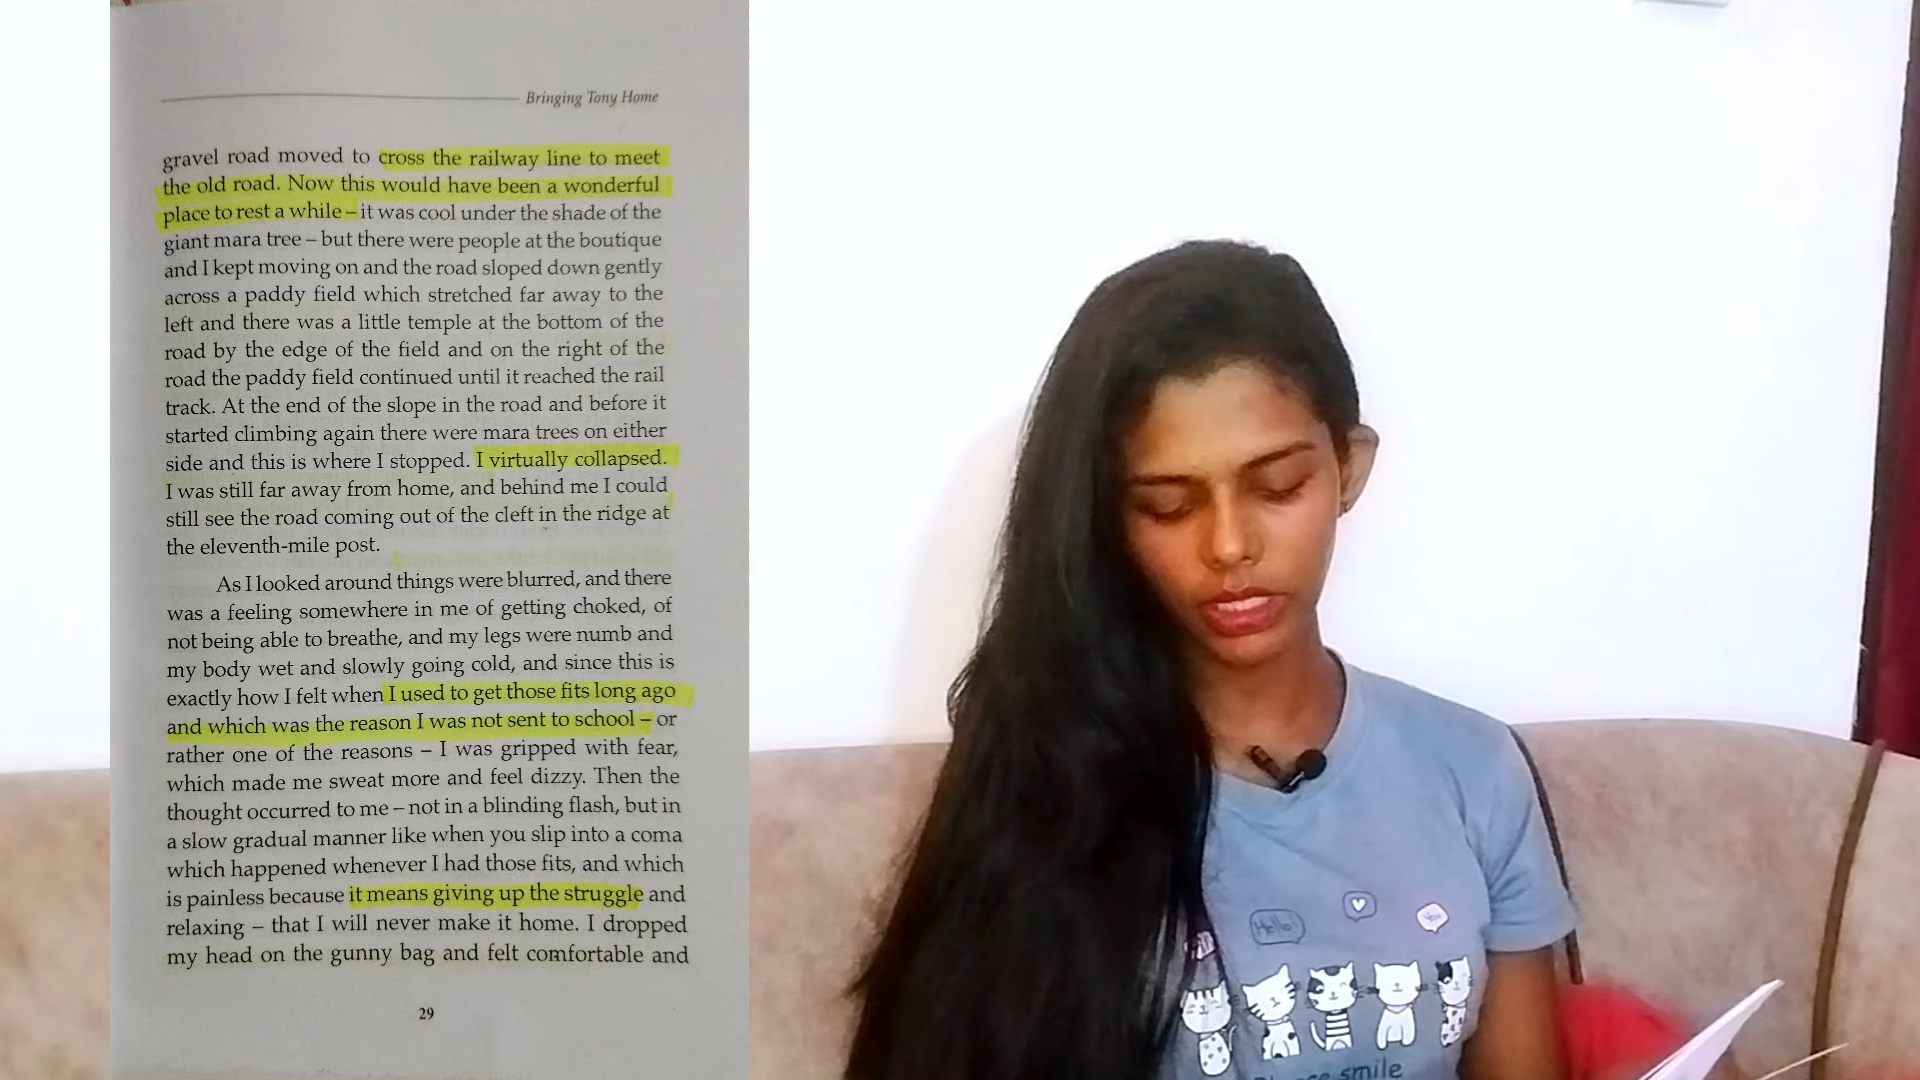 Bringing Tony Home
gravel road moved to cross the railway line to meet
the old road. Now this would have been a wonderful
place to rest a while – it was cool under the shade of the
giant mara tree – but there were people at the boutique
and I kept moving on and the road sloped down gently
across a paddy field which stretched far away to the
left and there was a little temple at the bottom of the
road by the edge of the field and on the right of the
road the paddy field continued until it reached the rail
track. At the end of the slope in the road and before it
started climbing again there were mara trees on either
side and this is where I stopped. I virtually collapsed.
I was still far away from home, and behind me I could
still see the road coming out of the cleft in the ridge at
the eleventh-mile post.
As I looked around things were blurred, and there
was a feeling somewhere in me of getting choked, of
not being able to breathe, and my legs were numb and
my body wet and slowly going cold, and since this is
exactly how I felt when I used to get those fits long ago
and which was the reason I was not sent to school – or
rather one of the reasons – I was gripped with fear,
which made me sweat more and feel dizzy. Then the
thought occurred to me – not in a blinding flash, but in
a slow gradual manner like when you slip into a coma
which happened whenever I had those fits, and which
is painless because it means giving up the struggle and
relaxing – that I will never make it home. I dropped
my head on the gunny bag and felt comfortable and
29
Hello!
smile